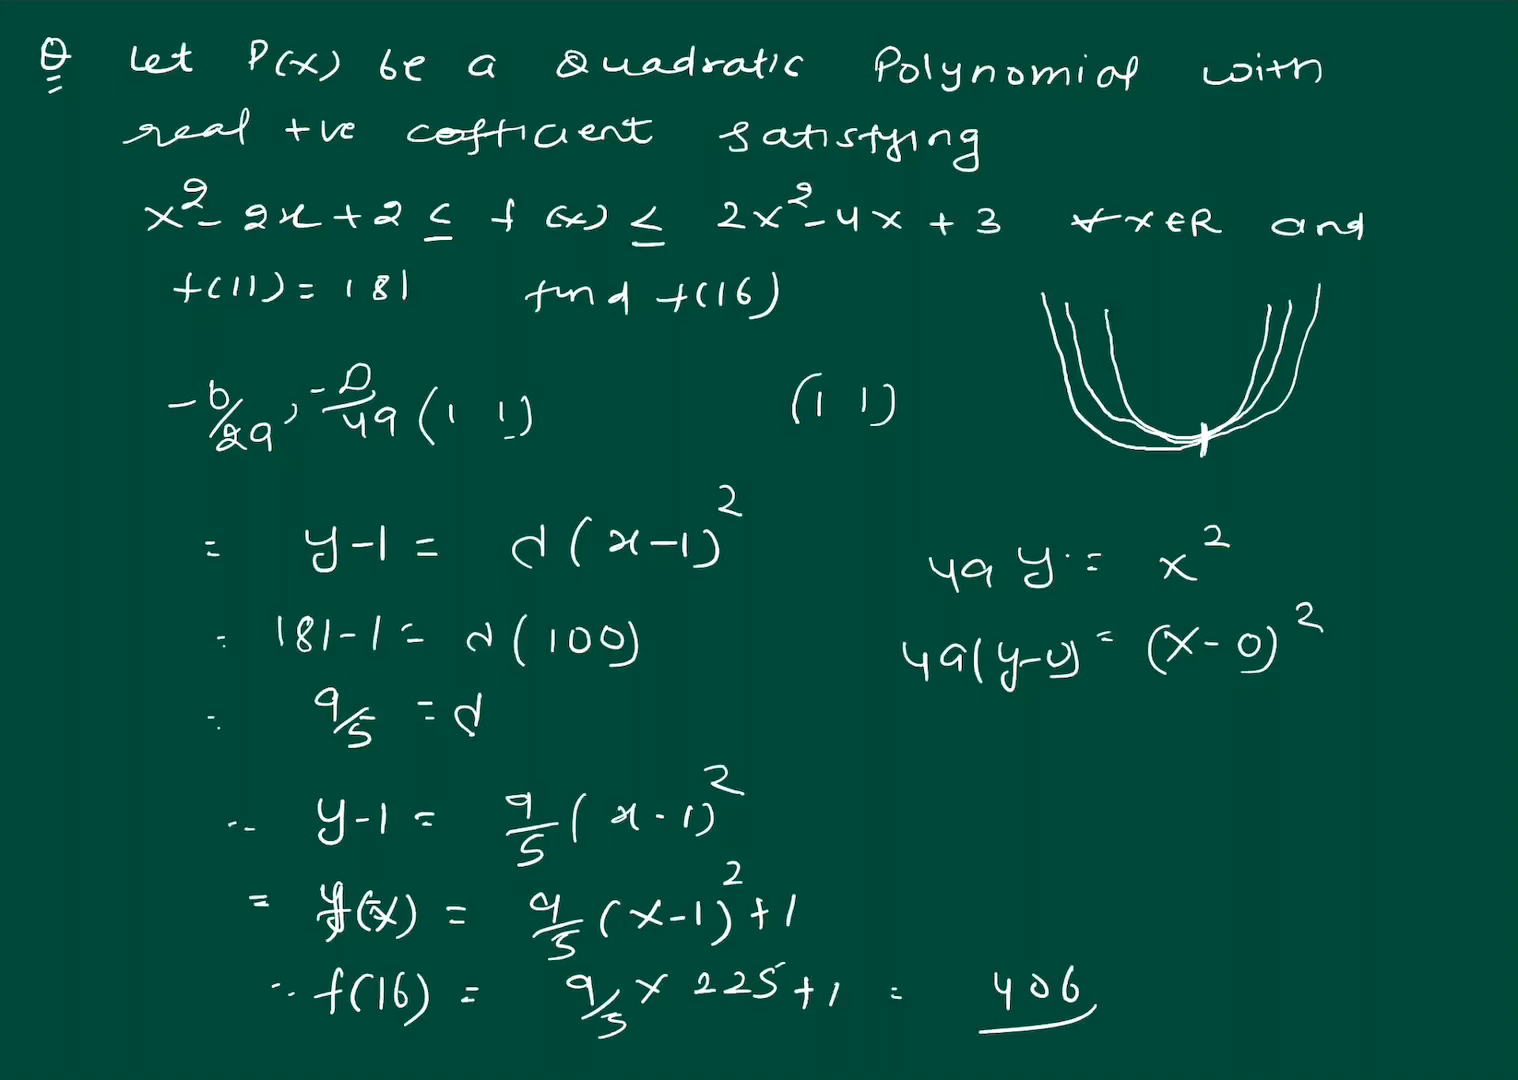 Q Let P(x) be a Quadratic Polynomial with
real +ve cofficient satisfying
x² - 2x + 2 ≤ f(x) ≤ 2x² - 4x + 3 ∀ x ∈ R and
f(11) = 181 find f(16)
-b/2a, -D/4a (1 1) (1 1)
= y-1 = d(x-1)²
4a y = x²
: 181-1 = d(100)
4a(y-0) = (x-0)²
∴ 9/5 = d
∴ y-1 = 9/5 (x-1)²
= f(x) = 9/5 (x-1)² + 1
∴ f(16) = 9/5 × 225 + 1 = 406